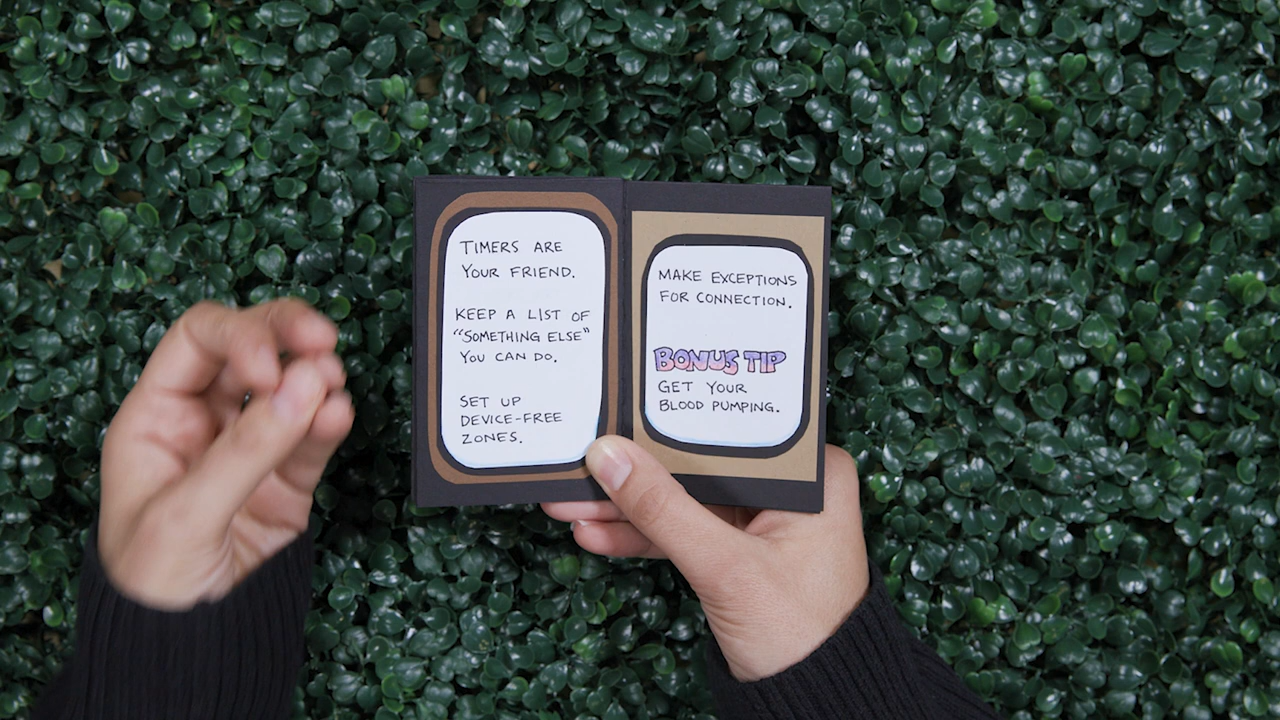 TIMERS ARE
YOUR FRIEND.
KEEP A LIST OF
"SOMETHING ELSE"
YOU CAN DO.
SET UP
DEVICE-FREE
ZONES.
MAKE EXCEPTIONS
FOR CONNECTION.
BONUS TIP
GET YOUR
BLOOD PUMPING.